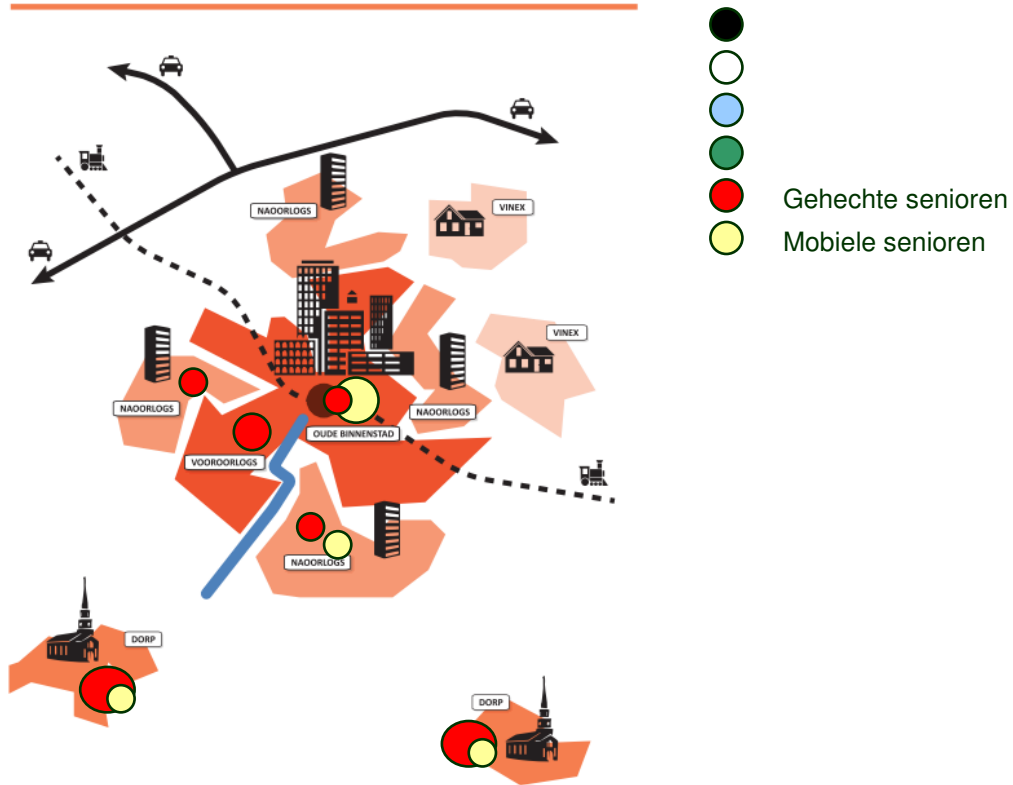 Gehechte senioren
Mobiele senioren
NAOORLOGS
VINEX
VINEX
NAOORLOGS
NAOORLOGS
OUDE BINNENSTAD
VOOROORLOGS
NAOORLOGS
DORP
DORP